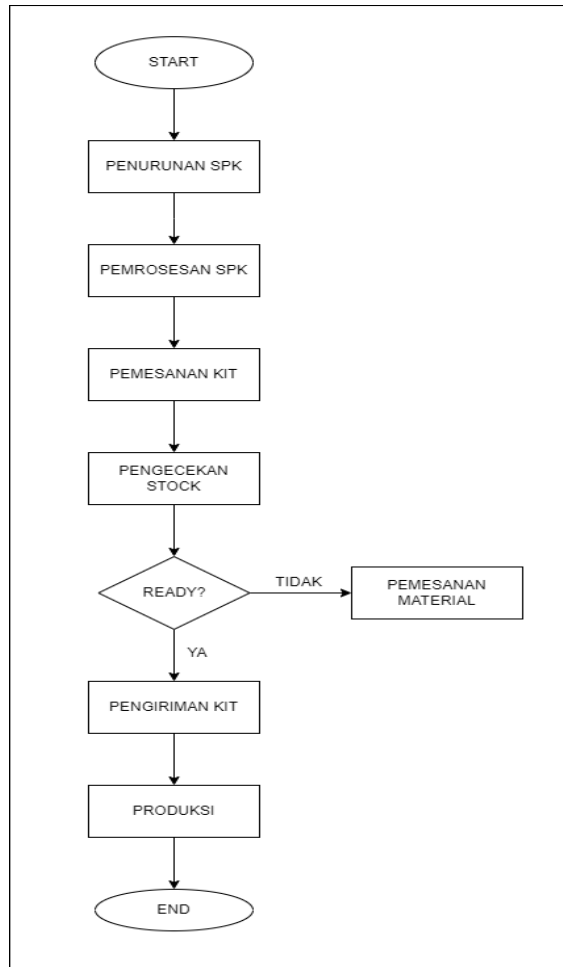 START
PENURUNAN SPK
PEMROSESAN SPK
PEMESANAN KIT
PENGECEKAN
STOCK
READY?
TIDAK
PEMESANAN
MATERIAL
YA
PENGIRIMAN KIT
PRODUKSI
END